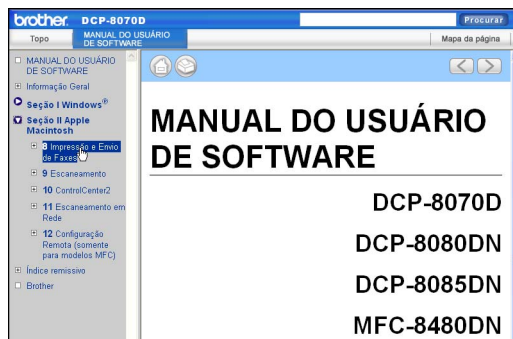 brother. DCP-8070D
Procurar
Topo
MANUAL DO USUÁRIO
DE SOFTWARE
Mapa da página
MANUAL DO USUÁRIO
DE SOFTWARE
Informação Geral
Seção I Windows®
Seção II Apple
Macintosh
8 Impressão e Envio
de Faxes
9 Escaneamento
10 ControlCenter2
11 Escaneamento em
Rede
12 Configuração
Remota (somente
para modelos MFC)
Índice remissivo
Brother
MANUAL DO USUÁRIO
DE SOFTWARE
DCP-8070D
DCP-8080DN
DCP-8085DN
MFC-8480DN